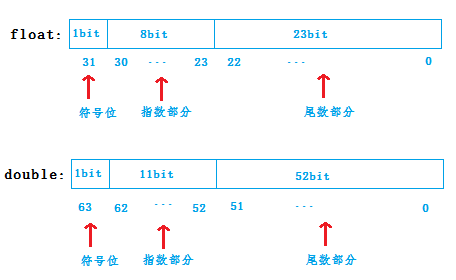 float: 1bit 8bit 23bit
31 30 ... 23 22 ... 0
符号位 指数部分 尾数部分
double: 1bit 11bit 52bit
63 62 ... 52 51 ... 0
符号位 指数部分 尾数部分